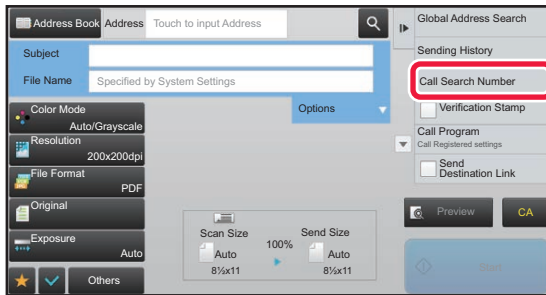 Address Book
Address
Touch to input Address
Subject
File Name
Specified by System Settings
Options
Color Mode
Auto/Grayscale
Resolution
200x200dpi
File Format
PDF
Original
Exposure
Auto
Others
Scan Size
Auto
8½x11
100%
Send Size
Auto
8½x11
Global Address Search
Sending History
Call Search Number
Verification Stamp
Call Program
Call Registered settings
Send
Destination Link
Preview
CA
Start